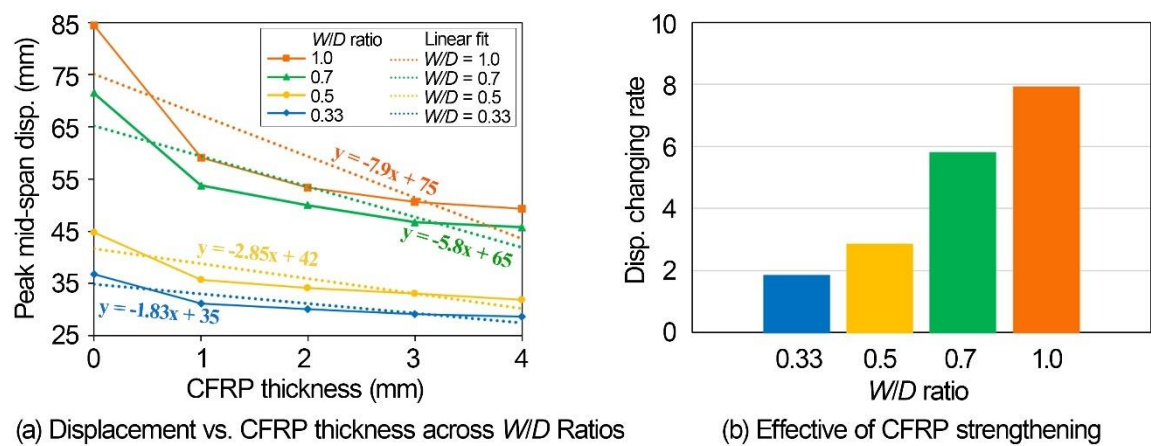 Peak mid-span disp. (mm)
85
75
65
55
45
35
25
0
1
2
3
4
CFRP thickness (mm)
W/D ratio
1.0
0.7
0.5
0.33
Linear fit
W/D = 1.0
W/D = 0.7
W/D = 0.5
W/D = 0.33
y = -7.9x + 75
y = -5.8x + 65
y = -2.85x + 42
y = -1.83x + 35
(a) Displacement vs. CFRP thickness across W/D Ratios
Disp. changing rate
10
8
6
4
2
0
0.33
0.5
0.7
1.0
W/D ratio
(b) Effective of CFRP strengthening